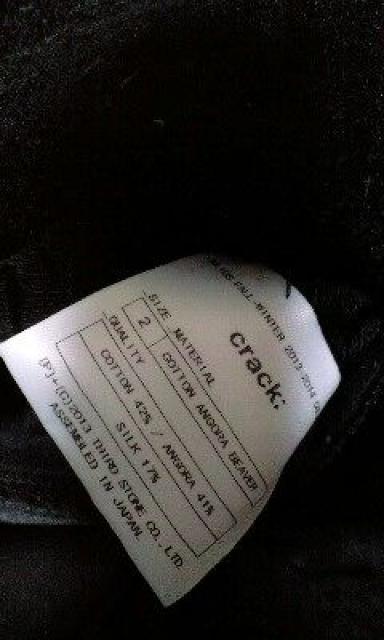 FALL-WINTER 2013-2014
crack:
SIZE MATERIAL
2 COTTON ANGORA BEAVER
QUALITY
COTTON 42% / ANGORA 41%
SILK 17%
(P)+(C)2013 THIRD STONE CO., LTD.
ASSEMBLED IN JAPAN